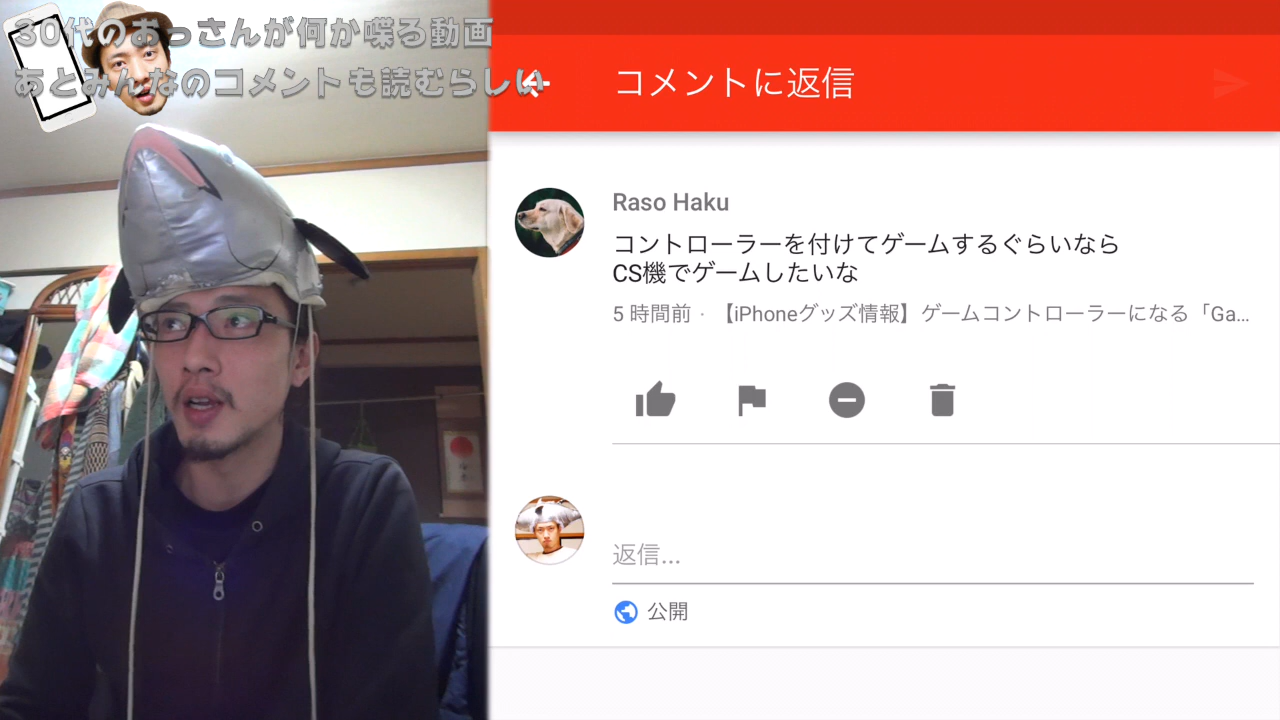 30代のおっさんが何か喋る動画
あとみんなのコメントも読むらしい
コメントに返信
Raso Haku
コントローラーを付けてゲームするぐらいなら
CS機でゲームしたいな
5 時間前 · 【iPhoneグッズ情報】ゲームコントローラーになる「Ga...
返信...
公開